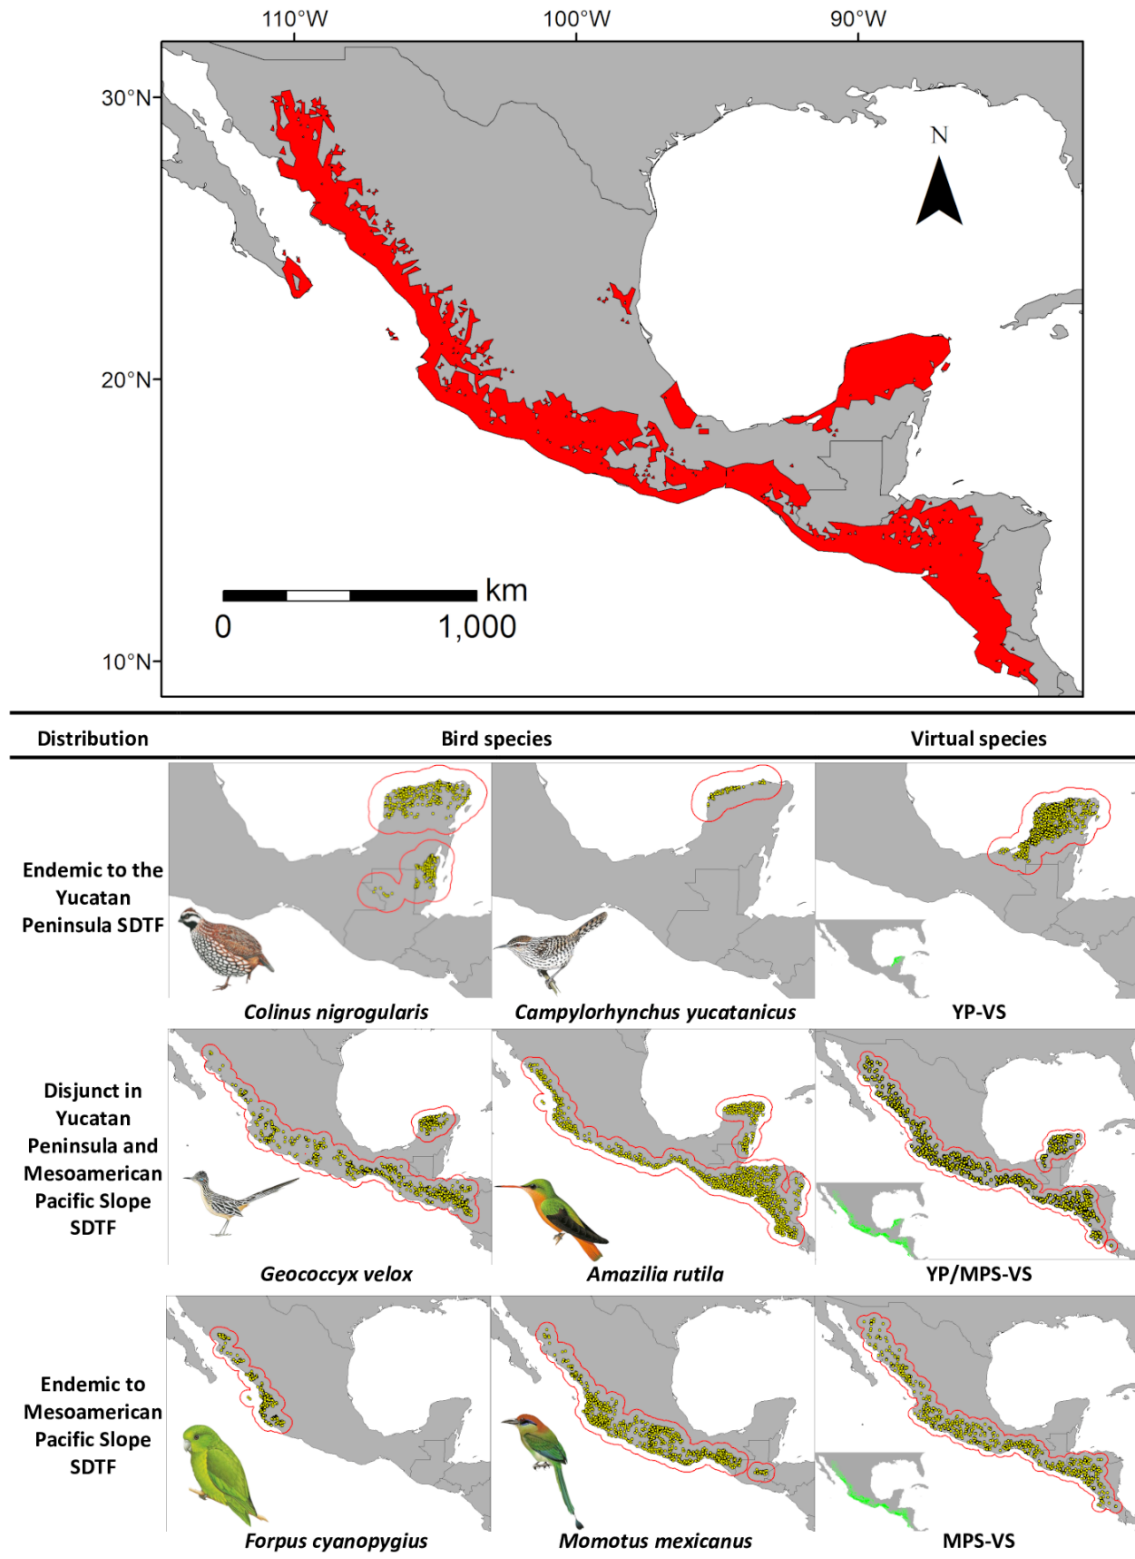 110°W 100°W 90°W
30°N
N
20°N
km
0 1,000
10°N
Distribution Bird species Virtual species
Endemic to the
Yucatan
Peninsula SDTF
Colinus nigrogularis Campylorhynchus yucatanicus YP-VS
Disjunct in
Yucatan
Peninsula and
Mesoamerican
Pacific Slope
SDTF
Geococcyx velox Amazilia rutila YP/MPS-VS
Endemic to
Mesoamerican
Pacific Slope
SDTF
Forpus cyanopygius Momotus mexicanus MPS-VS